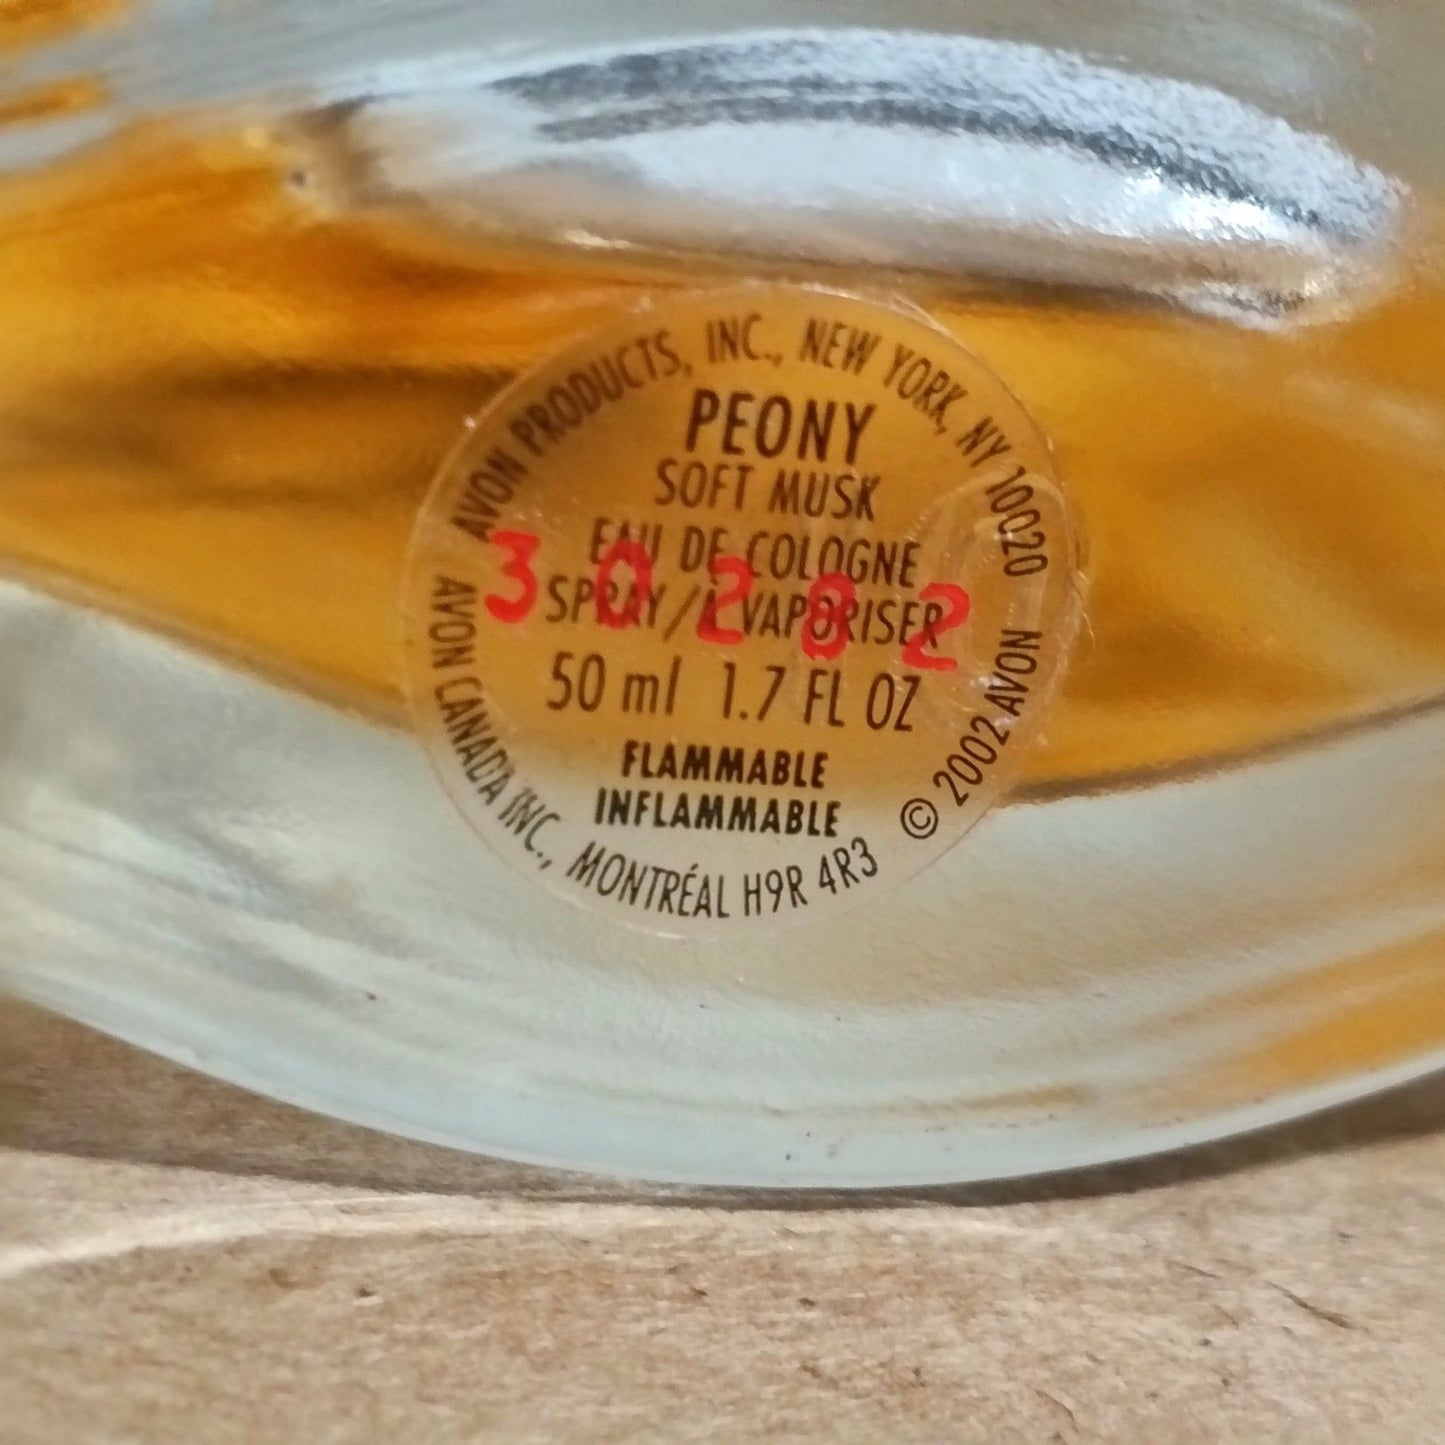 AVON PRODUCTS, INC., NEW YORK, NY 10020
PEONY
SOFT MUSK
EAU DE COLOGNE
SPRAY/À VAPORISER
30282
50 ml 1.7 FL OZ
FLAMMABLE
INFLAMMABLE
AVON CANADA INC., MONTRÉAL H9R 4R3
© 2002 AVON